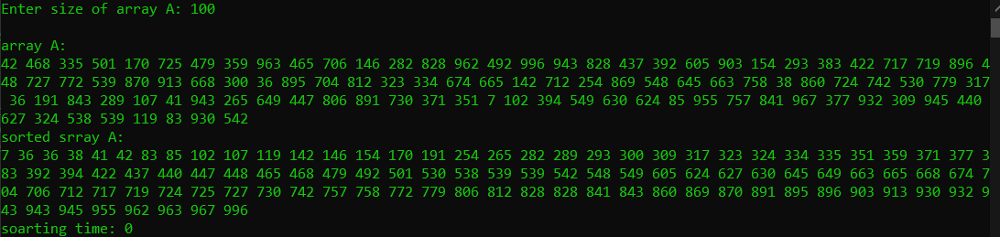 Enter size of array A: 100
array A:
42 468 335 501 170 725 479 359 963 465 706 146 282 828 962 492 996 943 828 437 392 605 903 154 293 383 422 717 719 896 4
48 727 772 539 870 913 668 300 36 895 704 812 323 334 674 665 142 712 254 869 548 645 663 758 38 860 724 742 530 779 317
36 191 843 289 107 41 943 265 649 447 806 891 730 371 351 7 102 394 549 630 624 85 955 757 841 967 377 932 309 945 440
627 324 538 539 119 83 930 542
sorted srray A:
7 36 36 38 41 42 83 85 102 107 119 142 146 154 170 191 254 265 282 289 293 300 309 317 323 324 334 335 351 359 371 377 3
83 392 394 422 437 440 447 448 465 468 479 492 501 530 538 539 539 542 548 549 605 624 627 630 645 649 663 665 668 674 7
04 706 712 717 719 724 725 727 730 742 757 758 772 779 806 812 828 828 841 843 860 869 870 891 895 896 903 913 930 932 9
43 943 945 955 962 963 967 996
soarting time: 0